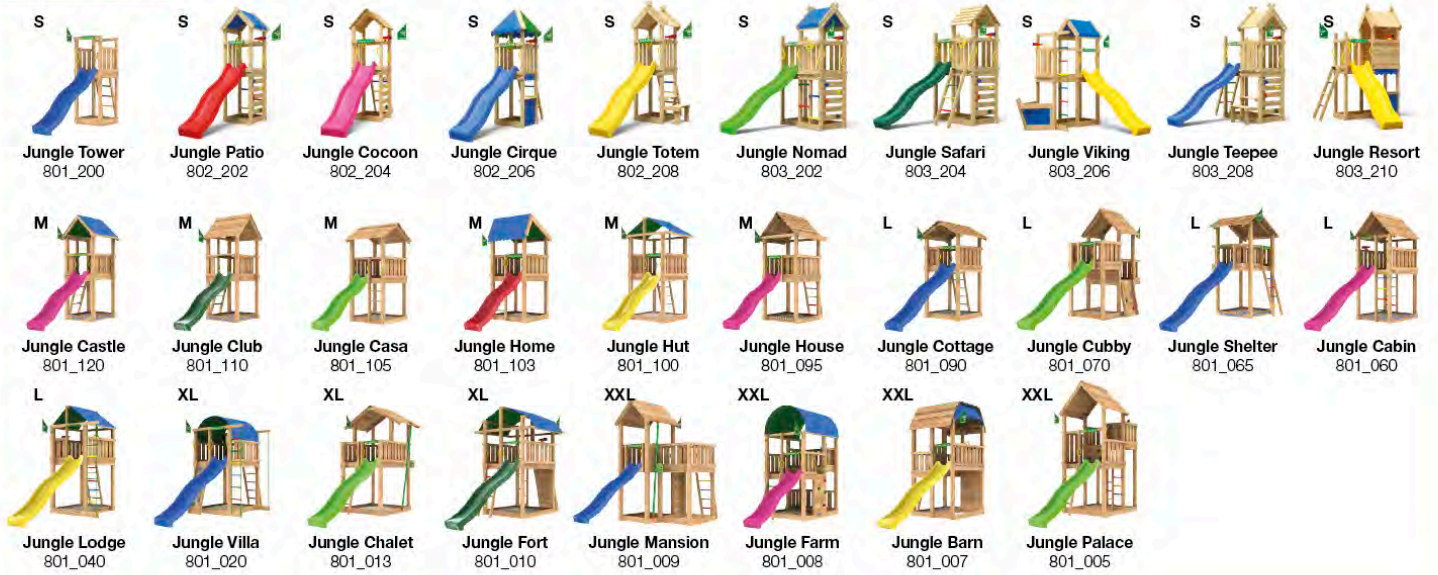 S S S S S S S S S S
Jungle Tower Jungle Patio Jungle Cocoon Jungle Cirque Jungle Totem Jungle Nomad Jungle Safari Jungle Viking Jungle Teepee Jungle Resort
801_200 802_202 802_204 802_206 802_208 803_202 803_204 803_206 803_208 803_210
M M M M M M L L L L
Jungle Castle Jungle Club Jungle Casa Jungle Home Jungle Hut Jungle House Jungle Cottage Jungle Cubby Jungle Shelter Jungle Cabin
801_120 801_110 801_105 801_103 801_100 801_095 801_090 801_070 801_065 801_060
L XL XL XL XXL XXL XXL XXL
Jungle Lodge Jungle Villa Jungle Chalet Jungle Fort Jungle Mansion Jungle Farm Jungle Barn Jungle Palace
801_040 801_020 801_013 801_010 801_009 801_008 801_007 801_005